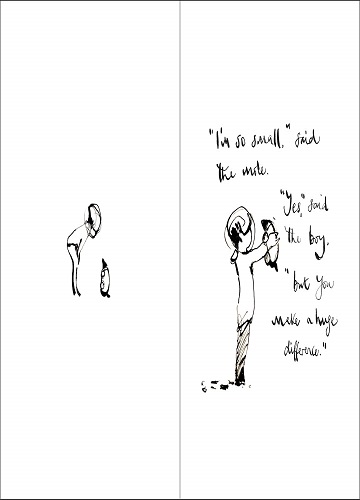 "I'm so small," said
the mole.
"Yes," said
the boy,
"but you
make a huge
difference."